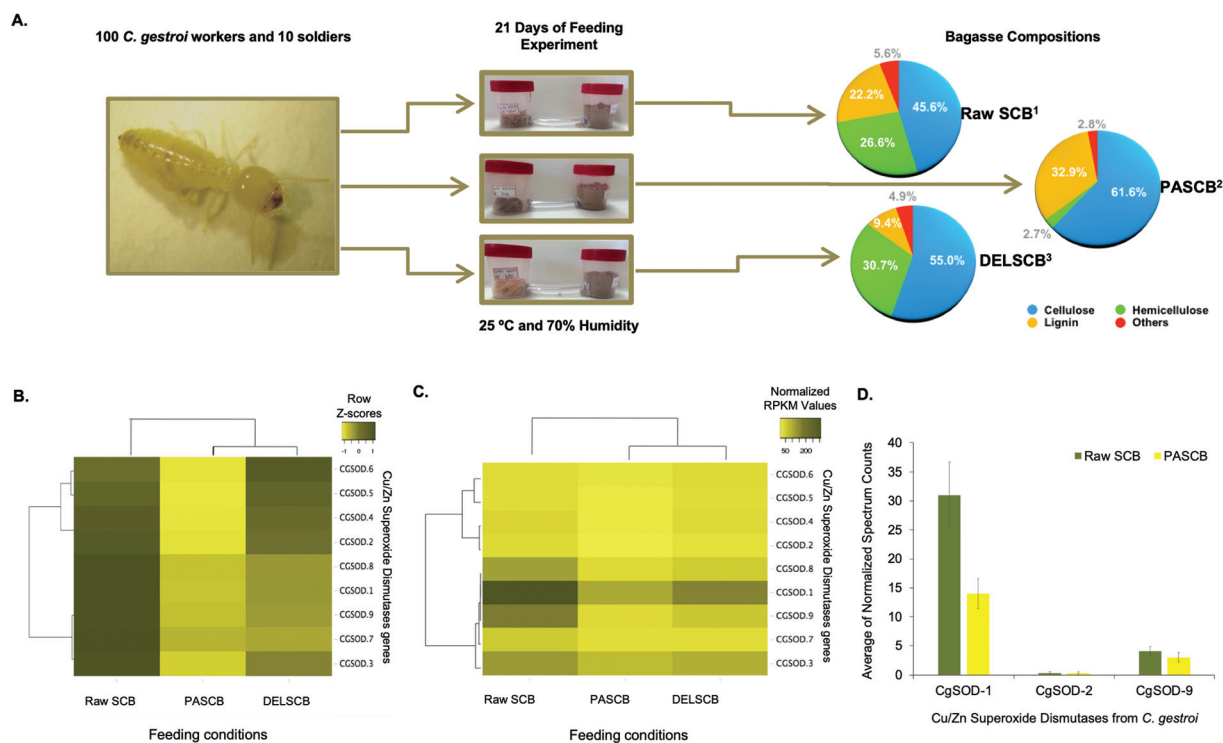 A.
100 C. gestroi workers and 10 soldiers
21 Days of Feeding
Experiment
Bagasse Compositions
5.6%
22.2%
45.6%
26.6%
Raw SCB¹
2.8%
32.9%
61.6%
2.7%
PASCB²
4.9%
9.4%
30.7%
55.0%
DELSCB³
25 ºC and 70% Humidity
Cellulose
Hemicellulose
Lignin
Others
B.
Row
Z-scores
-1 0 1
CGSOD.6
CGSOD.5
CGSOD.4
CGSOD.2
CGSOD.8
CGSOD.1
CGSOD.9
CGSOD.7
CGSOD.3
Cu/Zn Superoxide Dismutases genes
Raw SCB
PASCB
DELSCB
Feeding conditions
C.
Normalized
RPKM Values
50 200
CGSOD.6
CGSOD.5
CGSOD.4
CGSOD.2
CGSOD.8
CGSOD.1
CGSOD.9
CGSOD.7
CGSOD.3
Cu/Zn Superoxide Dismutases genes
Raw SCB
PASCB
DELSCB
Feeding conditions
D.
Average of Normalized Spectrum Counts
40
35
30
25
20
15
10
5
0
Raw SCB
PASCB
CgSOD-1
CgSOD-2
CgSOD-9
Cu/Zn Superoxide Dismutases from C. gestroi